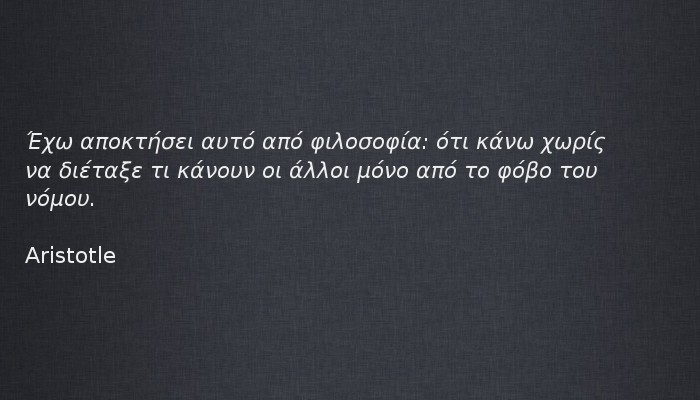 Έχω αποκτήσει αυτό από φιλοσοφία: ότι κάνω χωρίς
να διέταξε τι κάνουν οι άλλοι μόνο από το φόβο του
νόμου.
Aristotle